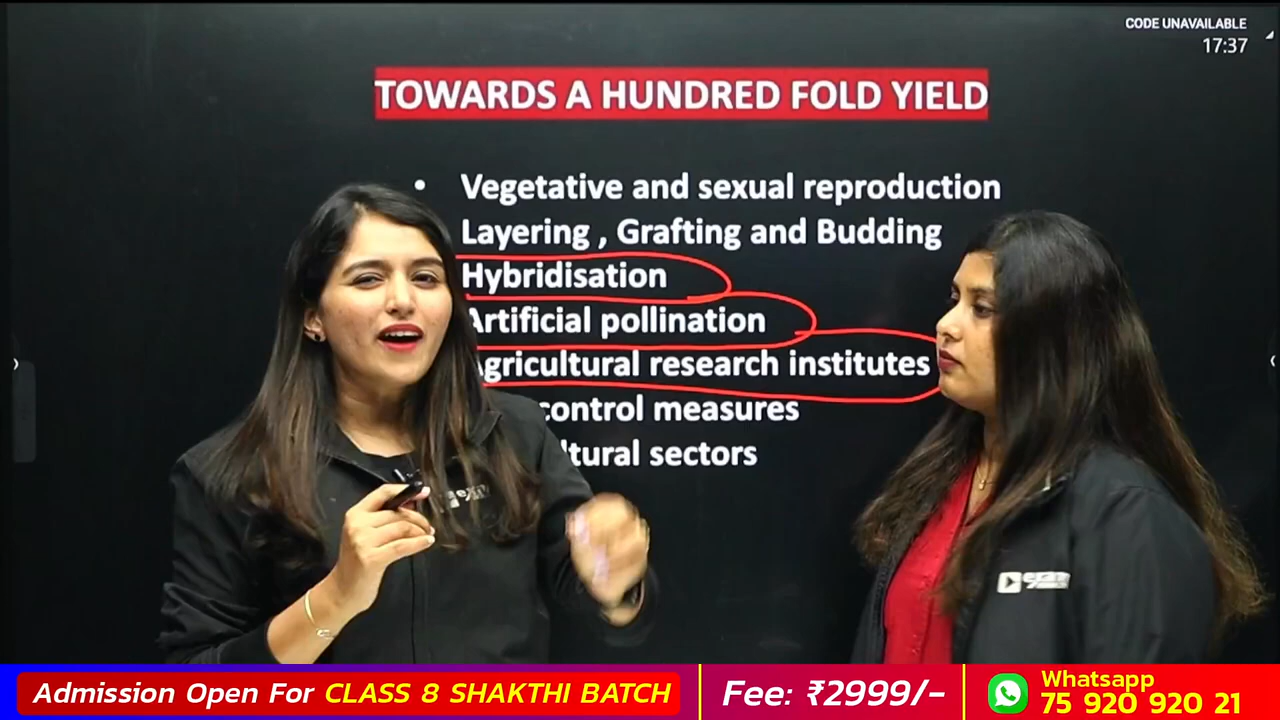 CODE UNAVAILABLE
17:37
TOWARDS A HUNDRED FOLD YIELD
• Vegetative and sexual reproduction
Layering , Grafting and Budding
Hybridisation
Artificial pollination
Agricultural research institutes
control measures
sectors
Admission Open For CLASS 8 SHAKTHI BATCH
Fee: ₹2999/-
Whatsapp
75 920 920 21